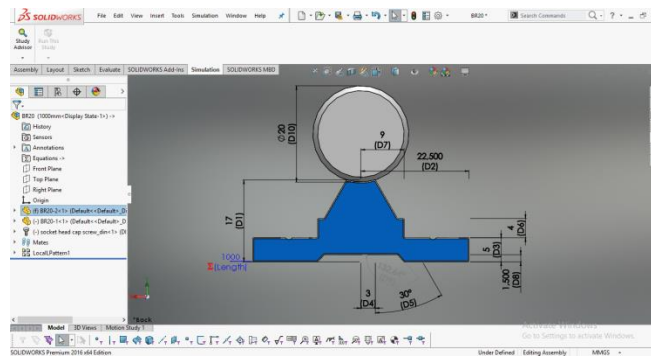 SOLIDWORKS File Edit View Insert Tools Simulation Window Help BR20 * Search Commands
Study Advisor
Run This Study
Assembly Layout Sketch Evaluate SOLIDWORKS Add-Ins Simulation SOLIDWORKS MBD
BR20 (1000mm<Display State-1>) ->
History
Sensors
Annotations
Equations ->
Front Plane
Top Plane
Right Plane
Origin
(f) BR20-2<1> (Default<<Default>_D
(-) BR20-1<1> (Default<<Default>_D
(-) socket head cap screw_din<1> (D
Mates
LocalLPattern1
∅20
(D10)
9
(D7)
22,500
(D2)
17
(D1)
4
(D6)
5
(D3)
1,500
(D8)
1000
Σ(Length)
3
(D4)
30°
(D5)
*Back
Activate Windows
Go to Settings to activate Windows.
Model 3D Views Motion Study 1
SOLIDWORKS Premium 2016 x64 Edition Under Defined Editing Assembly MMGS